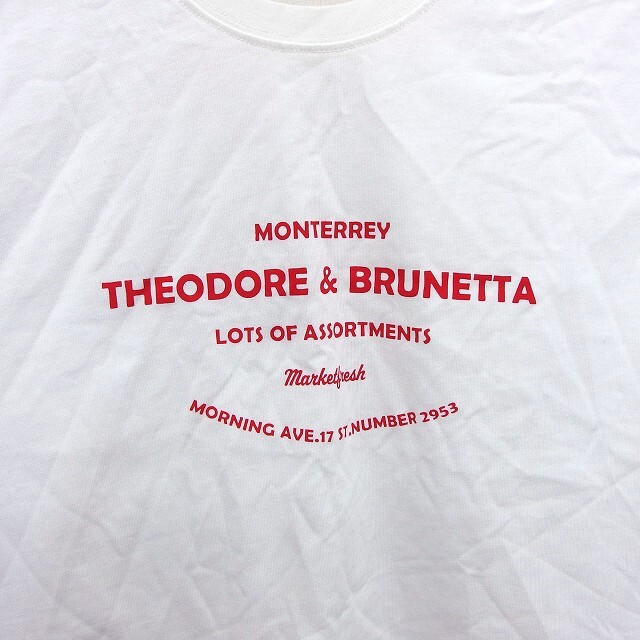 MONTERREY
THEODORE & BRUNETTA
LOTS OF ASSORTMENTS
Marketfresh
MORNING AVE.17 ST.NUMBER 2953